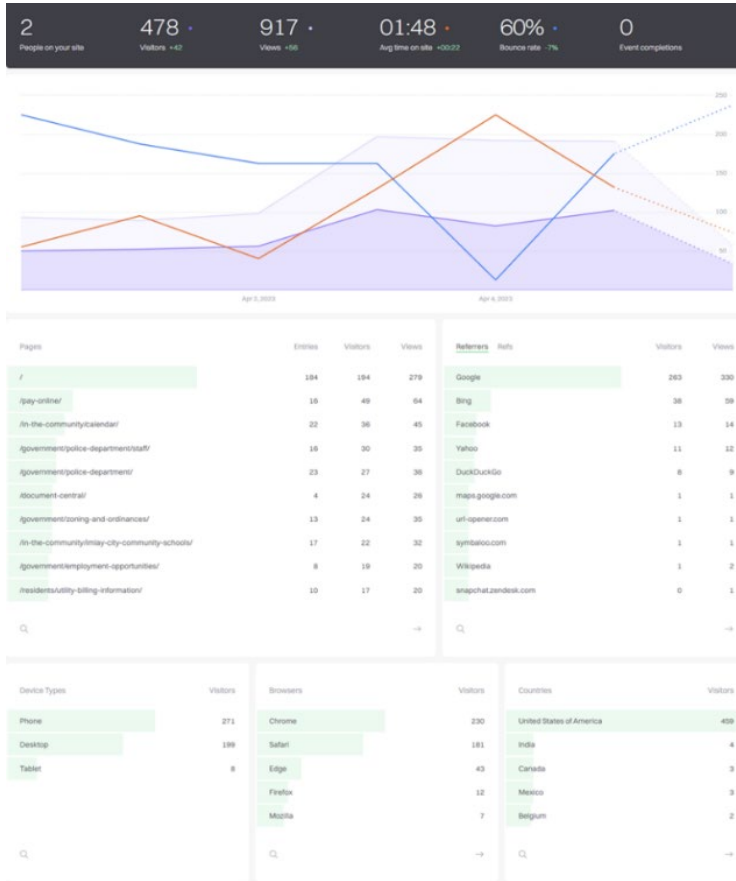 2 478 917 01:48 60% 0
People on your site Visitors +42 Views +56 Avg time on site +00:22 Bounce rate -7% Event completions
250
200
150
100
50
Apr 2, 2023 Apr 4, 2023
Pages Entries Visitors Views
/ 184 194 279
/pay-online/ 16 49 64
/in-the-community/calendar/ 22 36 45
/government/police-department/staff/ 16 30 35
/government/police-department/ 23 27 36
/document-central/ 4 24 26
/government/zoning-and-ordinances/ 13 24 35
/in-the-community/imlay-city-community-schools/ 17 22 32
/government/employment-opportunities/ 8 19 20
/residents/utility-billing-information/ 10 17 20
Referrers Refs Visitors Views
Google 263 330
Bing 36 59
Facebook 13 14
Yahoo 11 12
DuckDuckGo 8 9
maps.google.com 1 1
url-opener.com 1 1
symbaloo.com 1 1
Wikipedia 1 2
snapchat.zendesk.com 0 1
Device Types Visitors
Phone 271
Desktop 199
Tablet 8
Browsers Visitors
Chrome 230
Safari 181
Edge 43
Firefox 12
Mozilla 7
Countries Visitors
United States of America 459
India 4
Canada 3
Mexico 3
Belgium 2